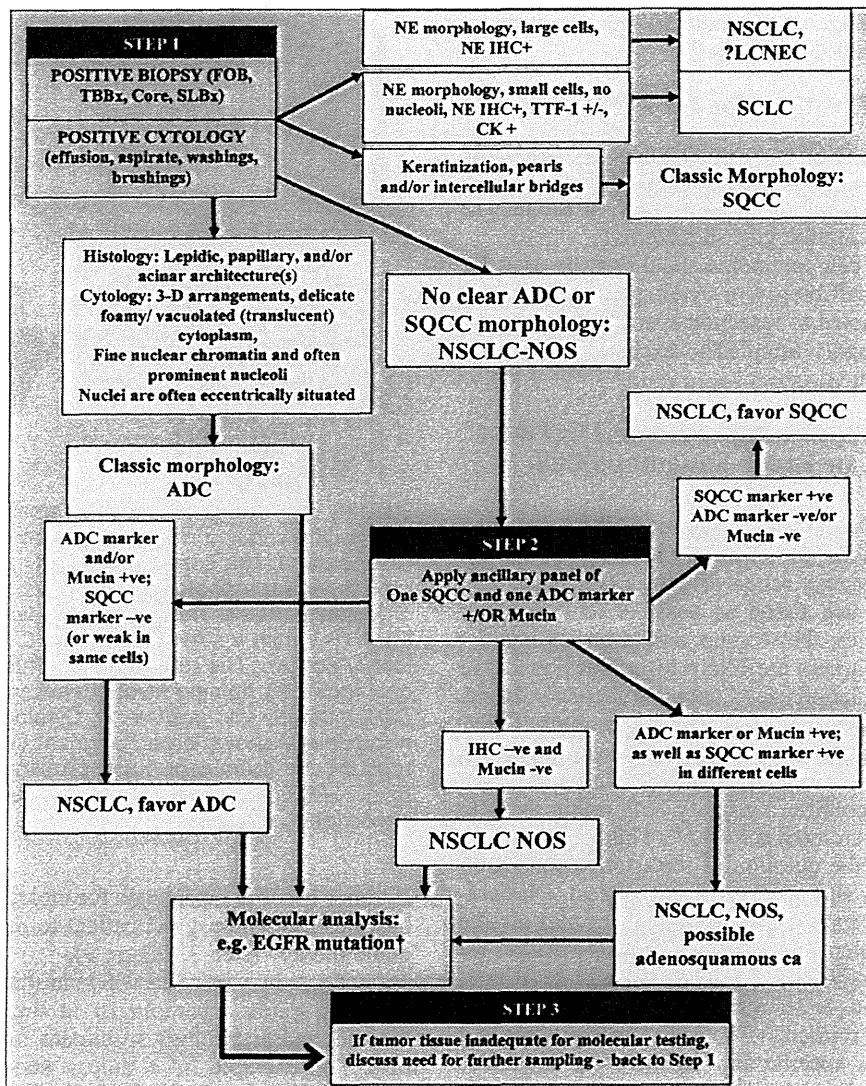 STEP 1
POSITIVE BIOPSY (FOB,
TBBx, Core, SLBx)
POSITIVE CYTOLOGY
(effusion, aspirate, washings,
brushings)
NE morphology, large cells,
NE IHC+
NSCLC,
?LCNEC
NE morphology, small cells, no
nucleoli, NE IHC+, TTF-1 +/-,
CK +
SCLC
Keratinization, pearls
and/or intercellular bridges
Classic Morphology:
SQCC
Histology: Lepidic, papillary, and/or
acinar architecture(s)
Cytology: 3-D arrangements, delicate
foamy/ vacuolated (translucent)
cytoplasm,
Fine nuclear chromatin and often
prominent nucleoli
Nuclei are often eccentrically situated
No clear ADC or
SQCC morphology:
NSCLC-NOS
Classic morphology:
ADC
NSCLC, favor SQCC
SQCC marker +ve
ADC marker -ve/or
Mucin -ve
STEP 2
Apply ancillary panel of
One SQCC and one ADC marker
+/OR Mucin
ADC marker
and/or
Mucin +ve;
SQCC
marker –ve
(or weak in
same cells)
IHC –ve and
Mucin -ve
ADC marker or Mucin +ve;
as well as SQCC marker +ve
in different cells
NSCLC, favor ADC
NSCLC NOS
Molecular analysis:
e.g. EGFR mutation†
NSCLC, NOS,
possible
adenosquamous ca
STEP 3
If tumor tissue inadequate for molecular testing,
discuss need for further sampling - back to Step 1